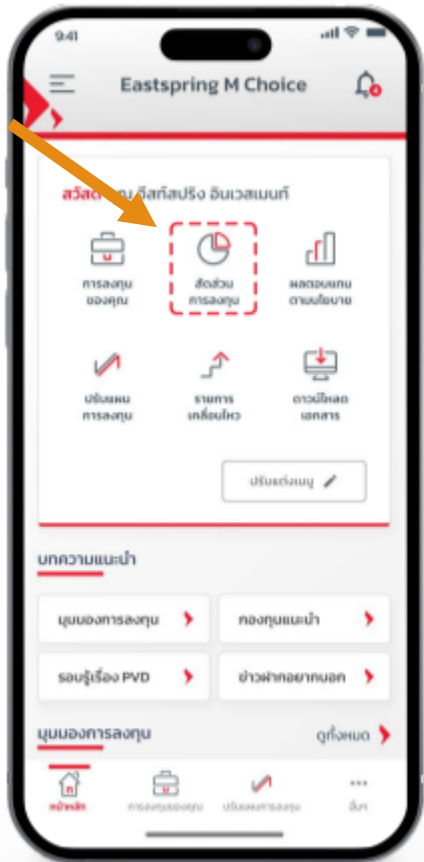 9:41
Eastspring M Choice
4
สวัสดี คุณ อีสท์สปริง อินเวสเมนท์
การลงทุน
ของคุณ
สัดส่วน
การลงทุน
ผลตอบแทน
ตามนโยบาย
ปรับแผน
การลงทุน
รายการ
เคลื่อนไหว
ดาวน์โหลด
เอกสาร
ปรับแต่งเมนู
บทความแนะนำ
มุมมองการลงทุน
กองทุนแนะนำ
รอบรู้เรื่อง PVD
ข่าวฝากอยากบอก
มุมมองการลงทุน
ดูทั้งหมด
หน้าหลัก
การลงทุนของคุณ
ปรับแผนการลงทุน
อื่นๆ